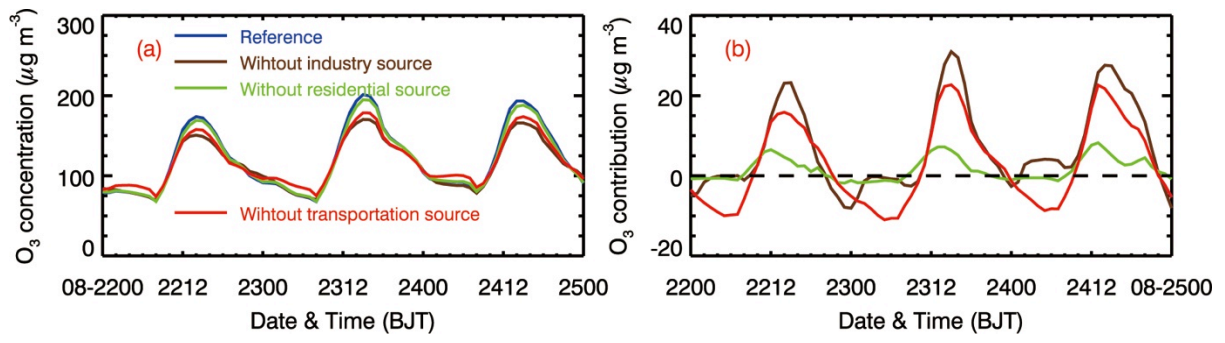 300
200
100
0
O3 concentration (μg m-3)
(a)
Reference
Wihtout industry source
Without residential source
Wihtout transportation source
08-2200 2212 2300 2312 2400 2412 2500
Date & Time (BJT)
40
20
0
-20
O3 contribution (μg m-3)
(b)
2200 2212 2300 2312 2400 2412 08-2500
Date & Time (BJT)